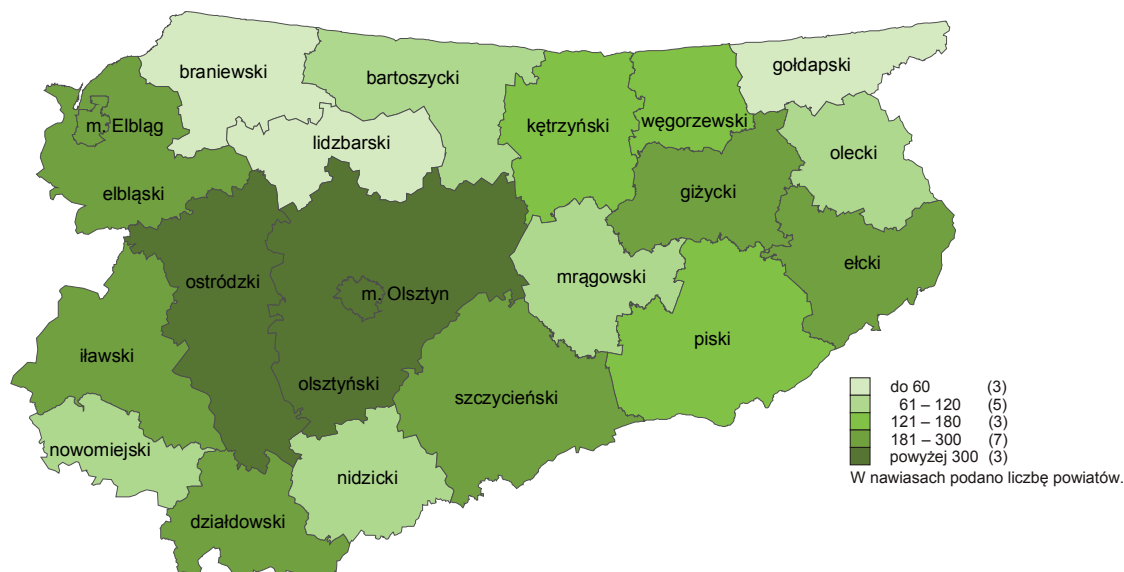 braniewski
bartoszycki
gołdapski
m. Elbląg
lidzbarski
kętrzyński
węgorzewski
olecki
elbląski
giżycki
ostródzki
m. Olsztyn
mrągowski
ełcki
iławski
olsztyński
szczycieński
piski
nowomiejski
nidzicki
działdowski
do 60 (3)
61 – 120 (5)
121 – 180 (3)
181 – 300 (7)
powyżej 300 (3)
W nawiasach podano liczbę powiatów.